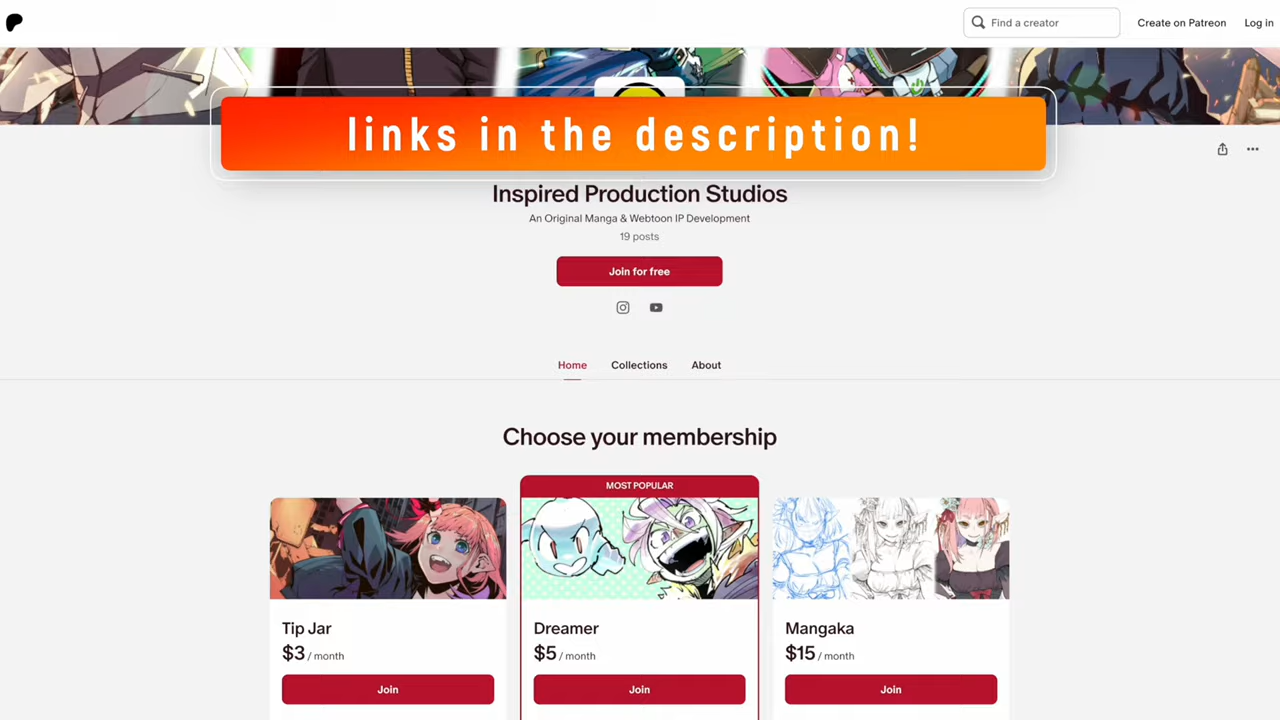 Find a creator
Create on Patreon
Log in
links in the description!
Inspired Production Studios
An Original Manga & Webtoon IP Development
19 posts
Join for free
Home
Collections
About
Choose your membership
MOST POPULAR
Tip Jar
$3 / month
Join
Dreamer
$5 / month
Join
Mangaka
$15 / month
Join